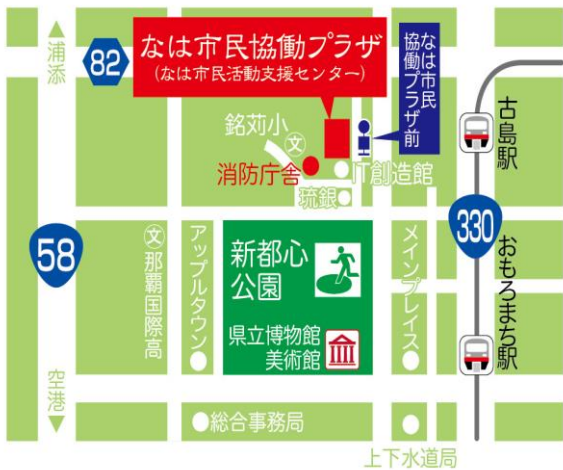 ▲浦添
82
なは市民協働プラザ
(なは市民活動支援センター)
なは市民
協働プラザ前
銘苅小
文
消防庁舎
IT創造館
琉銀
古島駅
330
58
文
那覇国際高
アップルタウン
新都心
公園
県立博物館
美術館
メインプレイス
おもろまち駅
空港▼
総合事務局
上下水道局